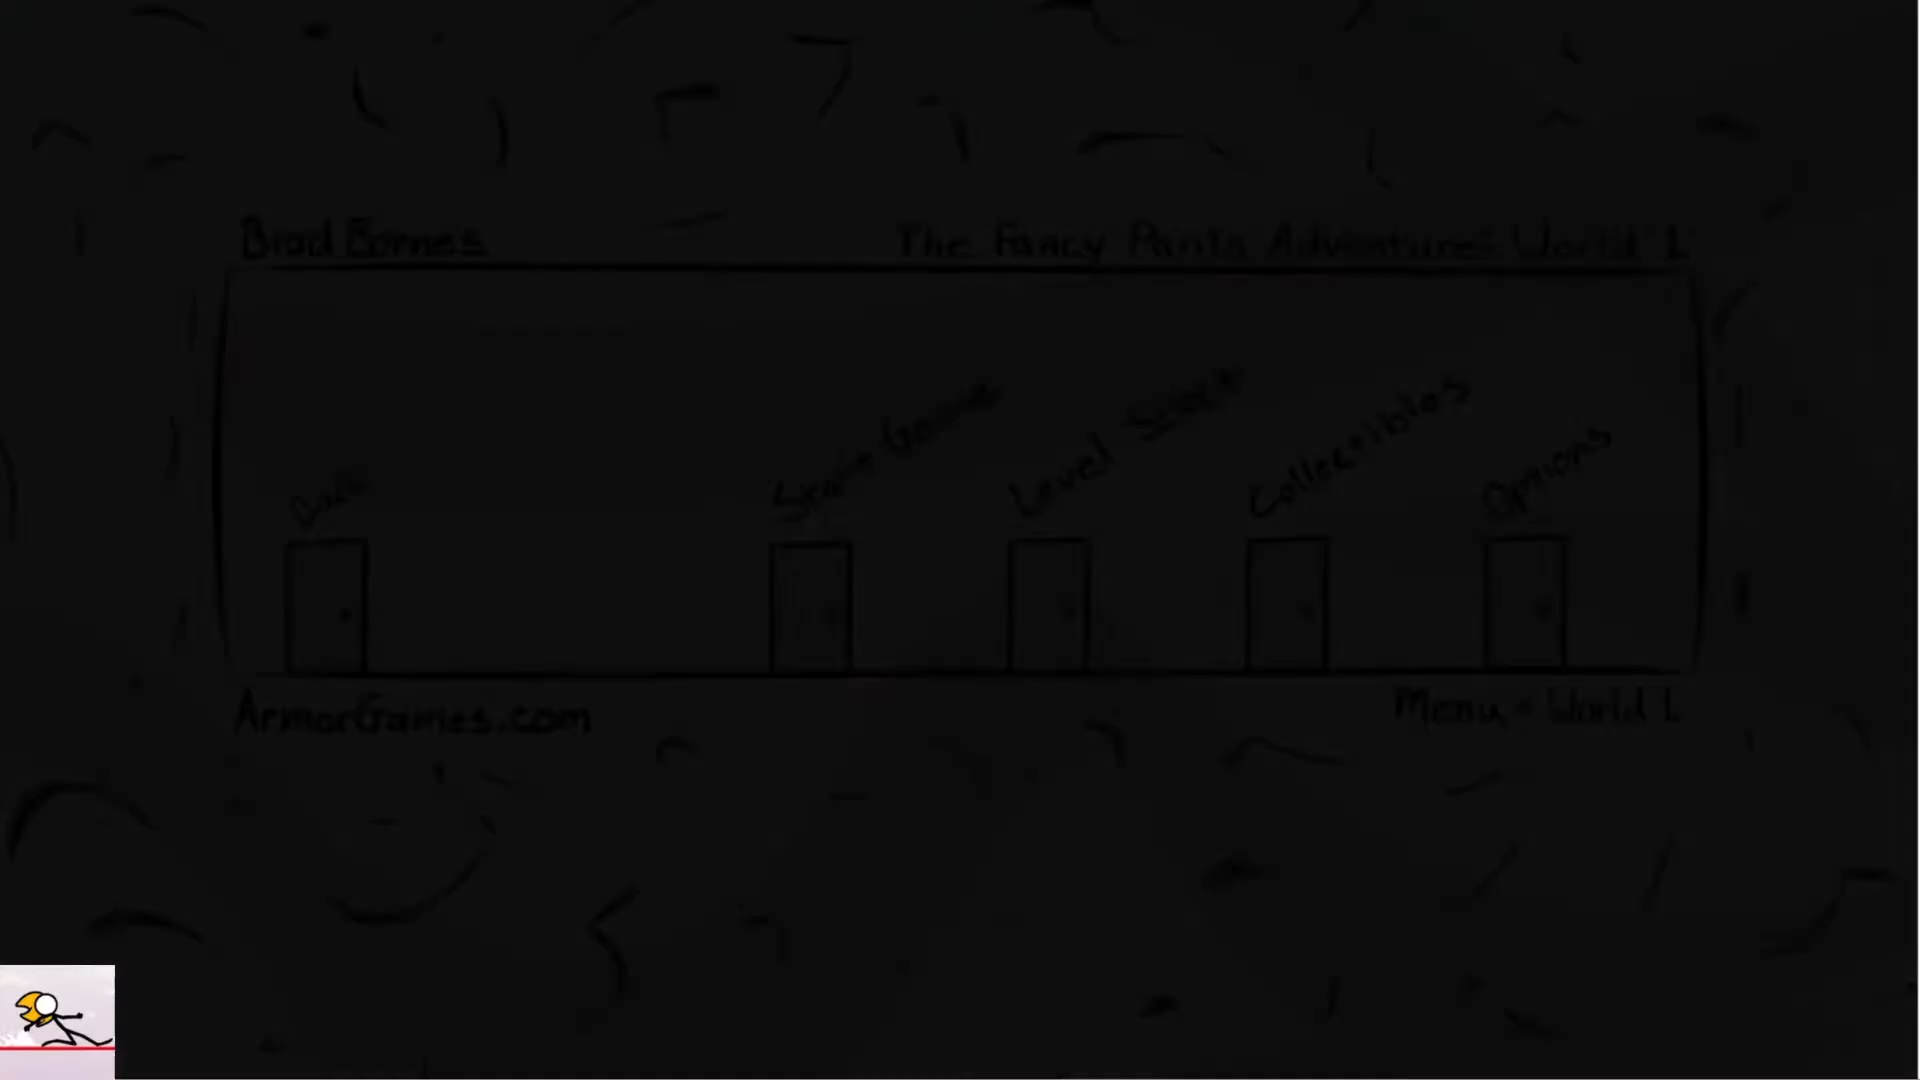 Brad Borne's
The Fancy Pants Adventure: World 1
Back
Start Game
Level Select
Collectibles
Options
ArmorGames.com
Menu - World 1